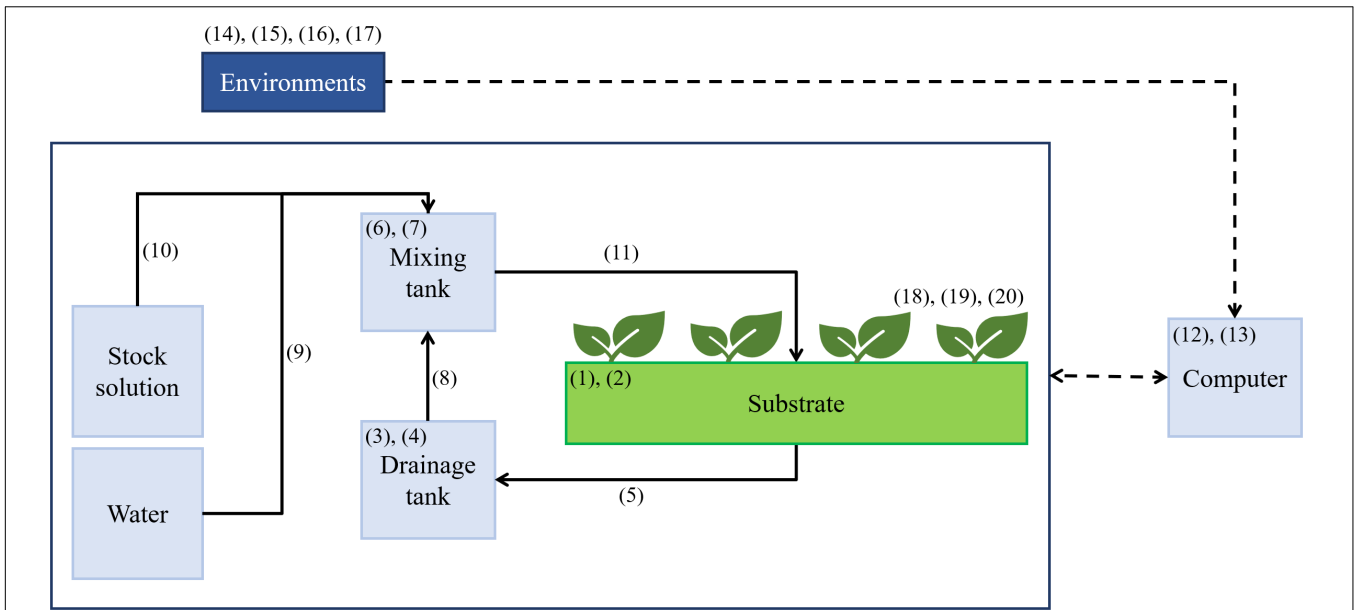 (14), (15), (16), (17)
Environments
(10)
(6), (7)
Mixing
tank
(11)
(18), (19), (20)
Stock
solution
(9)
(8)
(1), (2)
Substrate
(12), (13)
Computer
(3), (4)
Drainage
tank
(5)
Water